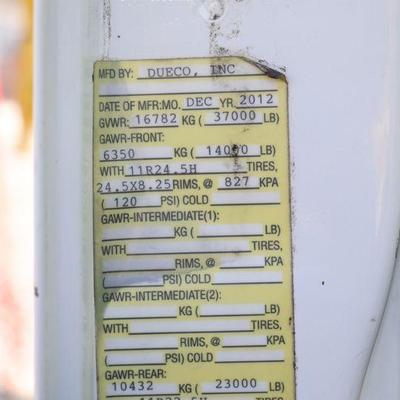 MFD BY: DUECO, INC
DATE OF MFR:MO. DEC YR. 2012
GVWR: 16782 KG ( 37000 LB)
GAWR-FRONT:
6350 KG ( 14000 LB)
WITH 11R24.5H TIRES,
24.5X8.25 RIMS, @ 827 KPA
( 120 PSI) COLD
GAWR-INTERMEDIATE(1):
KG ( LB)
WITH TIRES,
RIMS, @ KPA
( PSI) COLD
GAWR-INTERMEDIATE(2):
KG ( LB)
WITH TIRES,
RIMS, @ KPA
( PSI) COLD
GAWR-REAR:
10432 KG ( 23000 LB)
11R22.5H TIRES